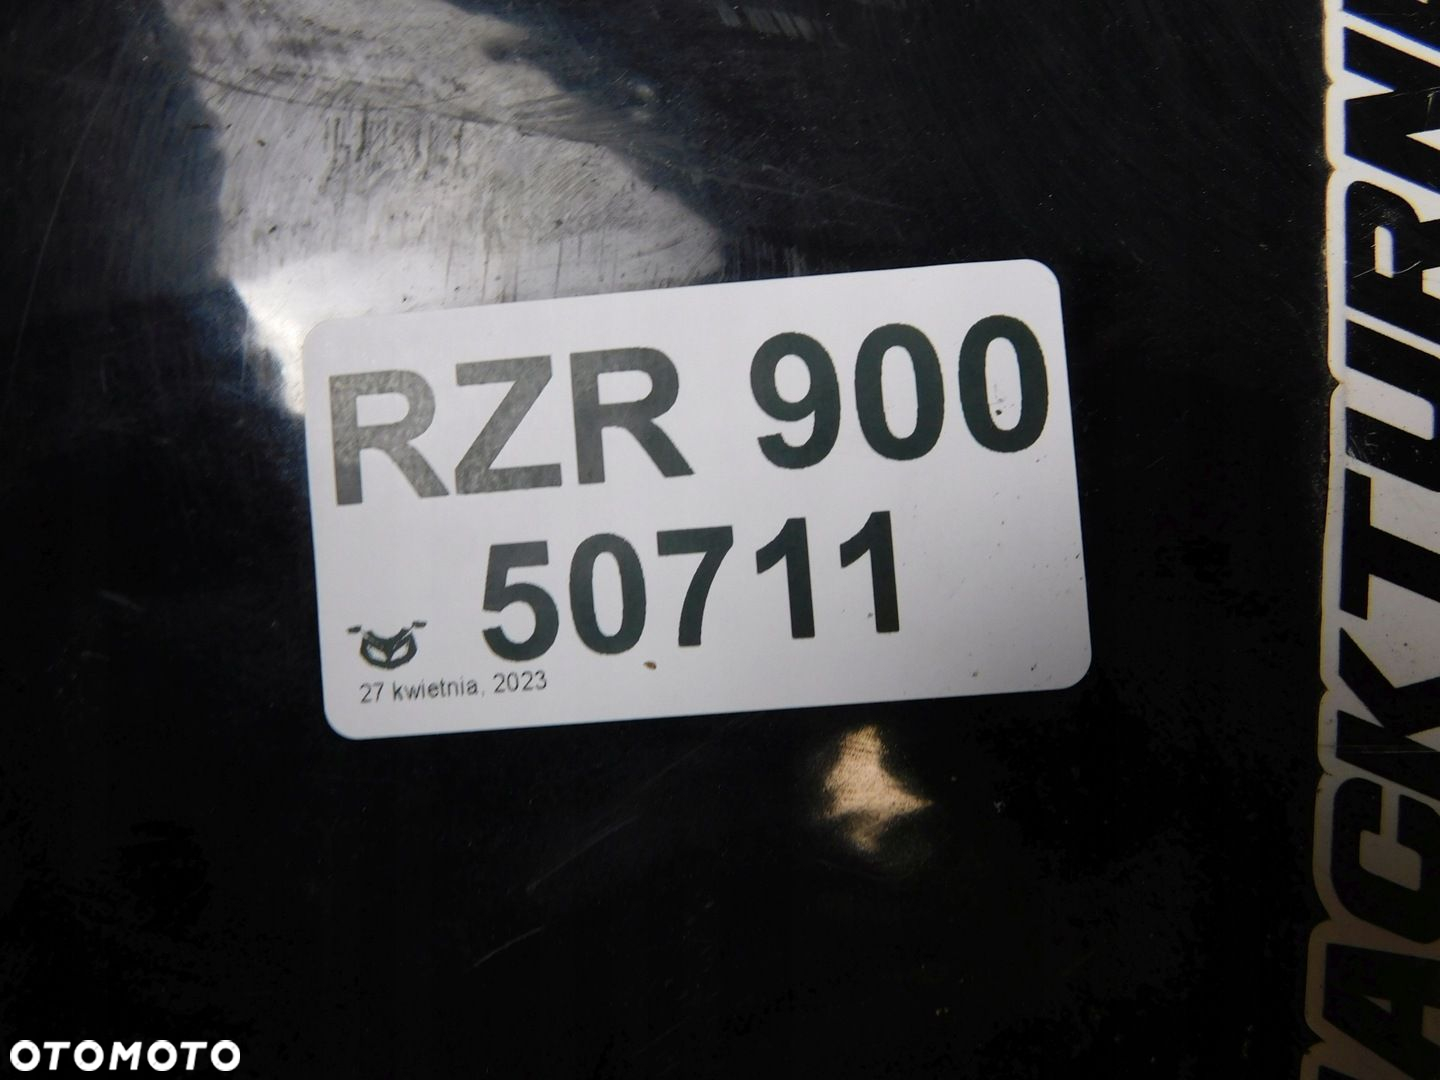 RZR 900
50711
27 kwietnia, 2023
OTOMOTO